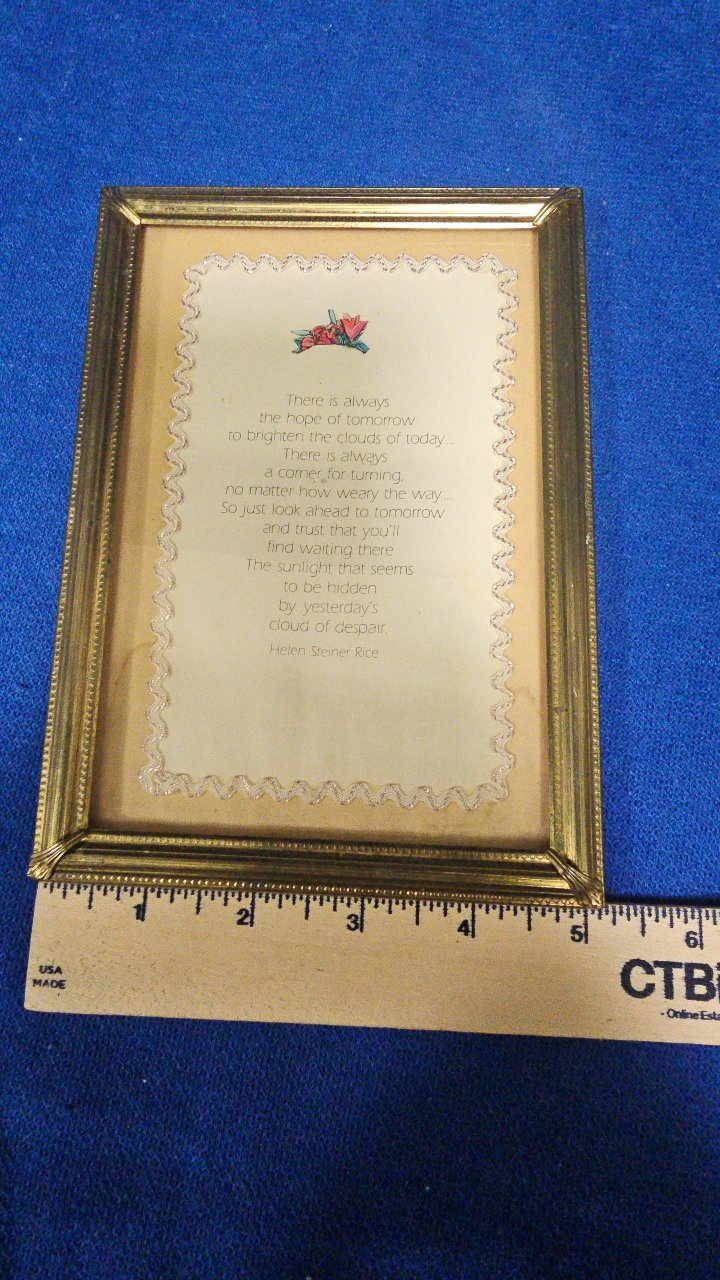 There is always
the hope of tomorrow
to brighten the clouds of today...
There is always
a corner for turning,
no matter how weary the way...
So just look ahead to tomorrow
and trust that you'll
find waiting there
The sunlight that seems
to be hidden
by yesterday's
cloud of despair.
Helen Steiner Rice
1 2 3 4 5 6
USA
MADE
CTB
- Online